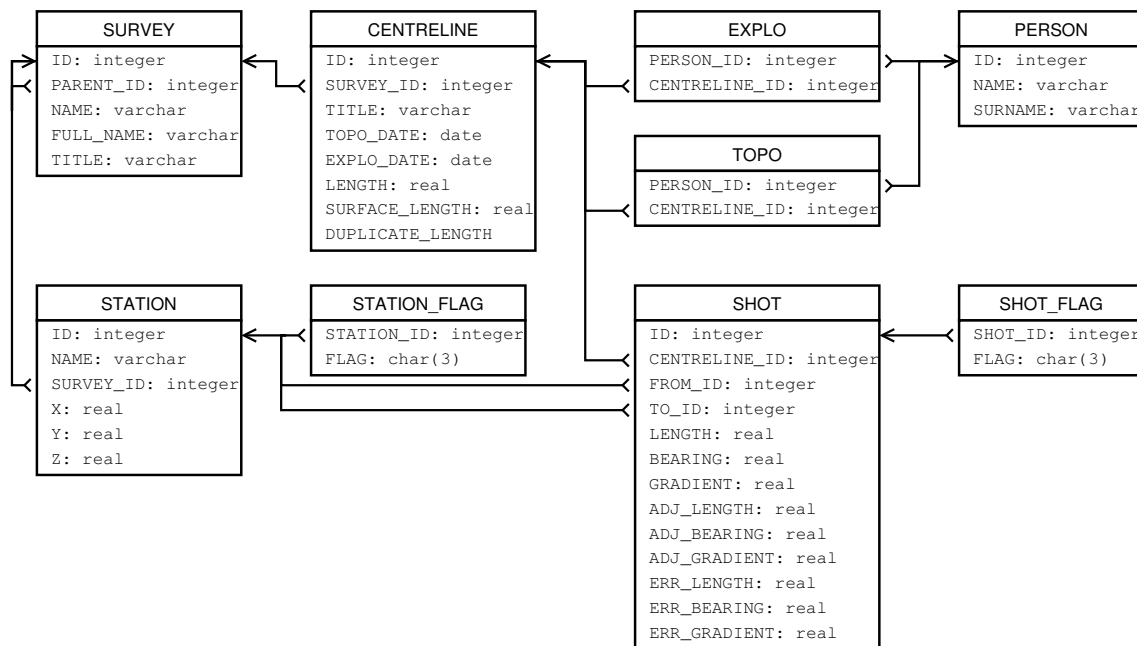 SURVEY
ID: integer
PARENT_ID: integer
NAME: varchar
FULL_NAME: varchar
TITLE: varchar
CENTRELINE
ID: integer
SURVEY_ID: integer
TITLE: varchar
TOPO_DATE: date
EXPLO_DATE: date
LENGTH: real
SURFACE_LENGTH: real
DUPLICATE_LENGTH
EXPLO
PERSON_ID: integer
CENTRELINE_ID: integer
PERSON
ID: integer
NAME: varchar
SURNAME: varchar
TOPO
PERSON_ID: integer
CENTRELINE_ID: integer
STATION
ID: integer
NAME: varchar
SURVEY_ID: integer
X: real
Y: real
Z: real
STATION_FLAG
STATION_ID: integer
FLAG: char(3)
SHOT
ID: integer
CENTRELINE_ID: integer
FROM_ID: integer
TO_ID: integer
LENGTH: real
BEARING: real
GRADIENT: real
ADJ_LENGTH: real
ADJ_BEARING: real
ADJ_GRADIENT: real
ERR_LENGTH: real
ERR_BEARING: real
ERR_GRADIENT: real
SHOT_FLAG
SHOT_ID: integer
FLAG: char(3)